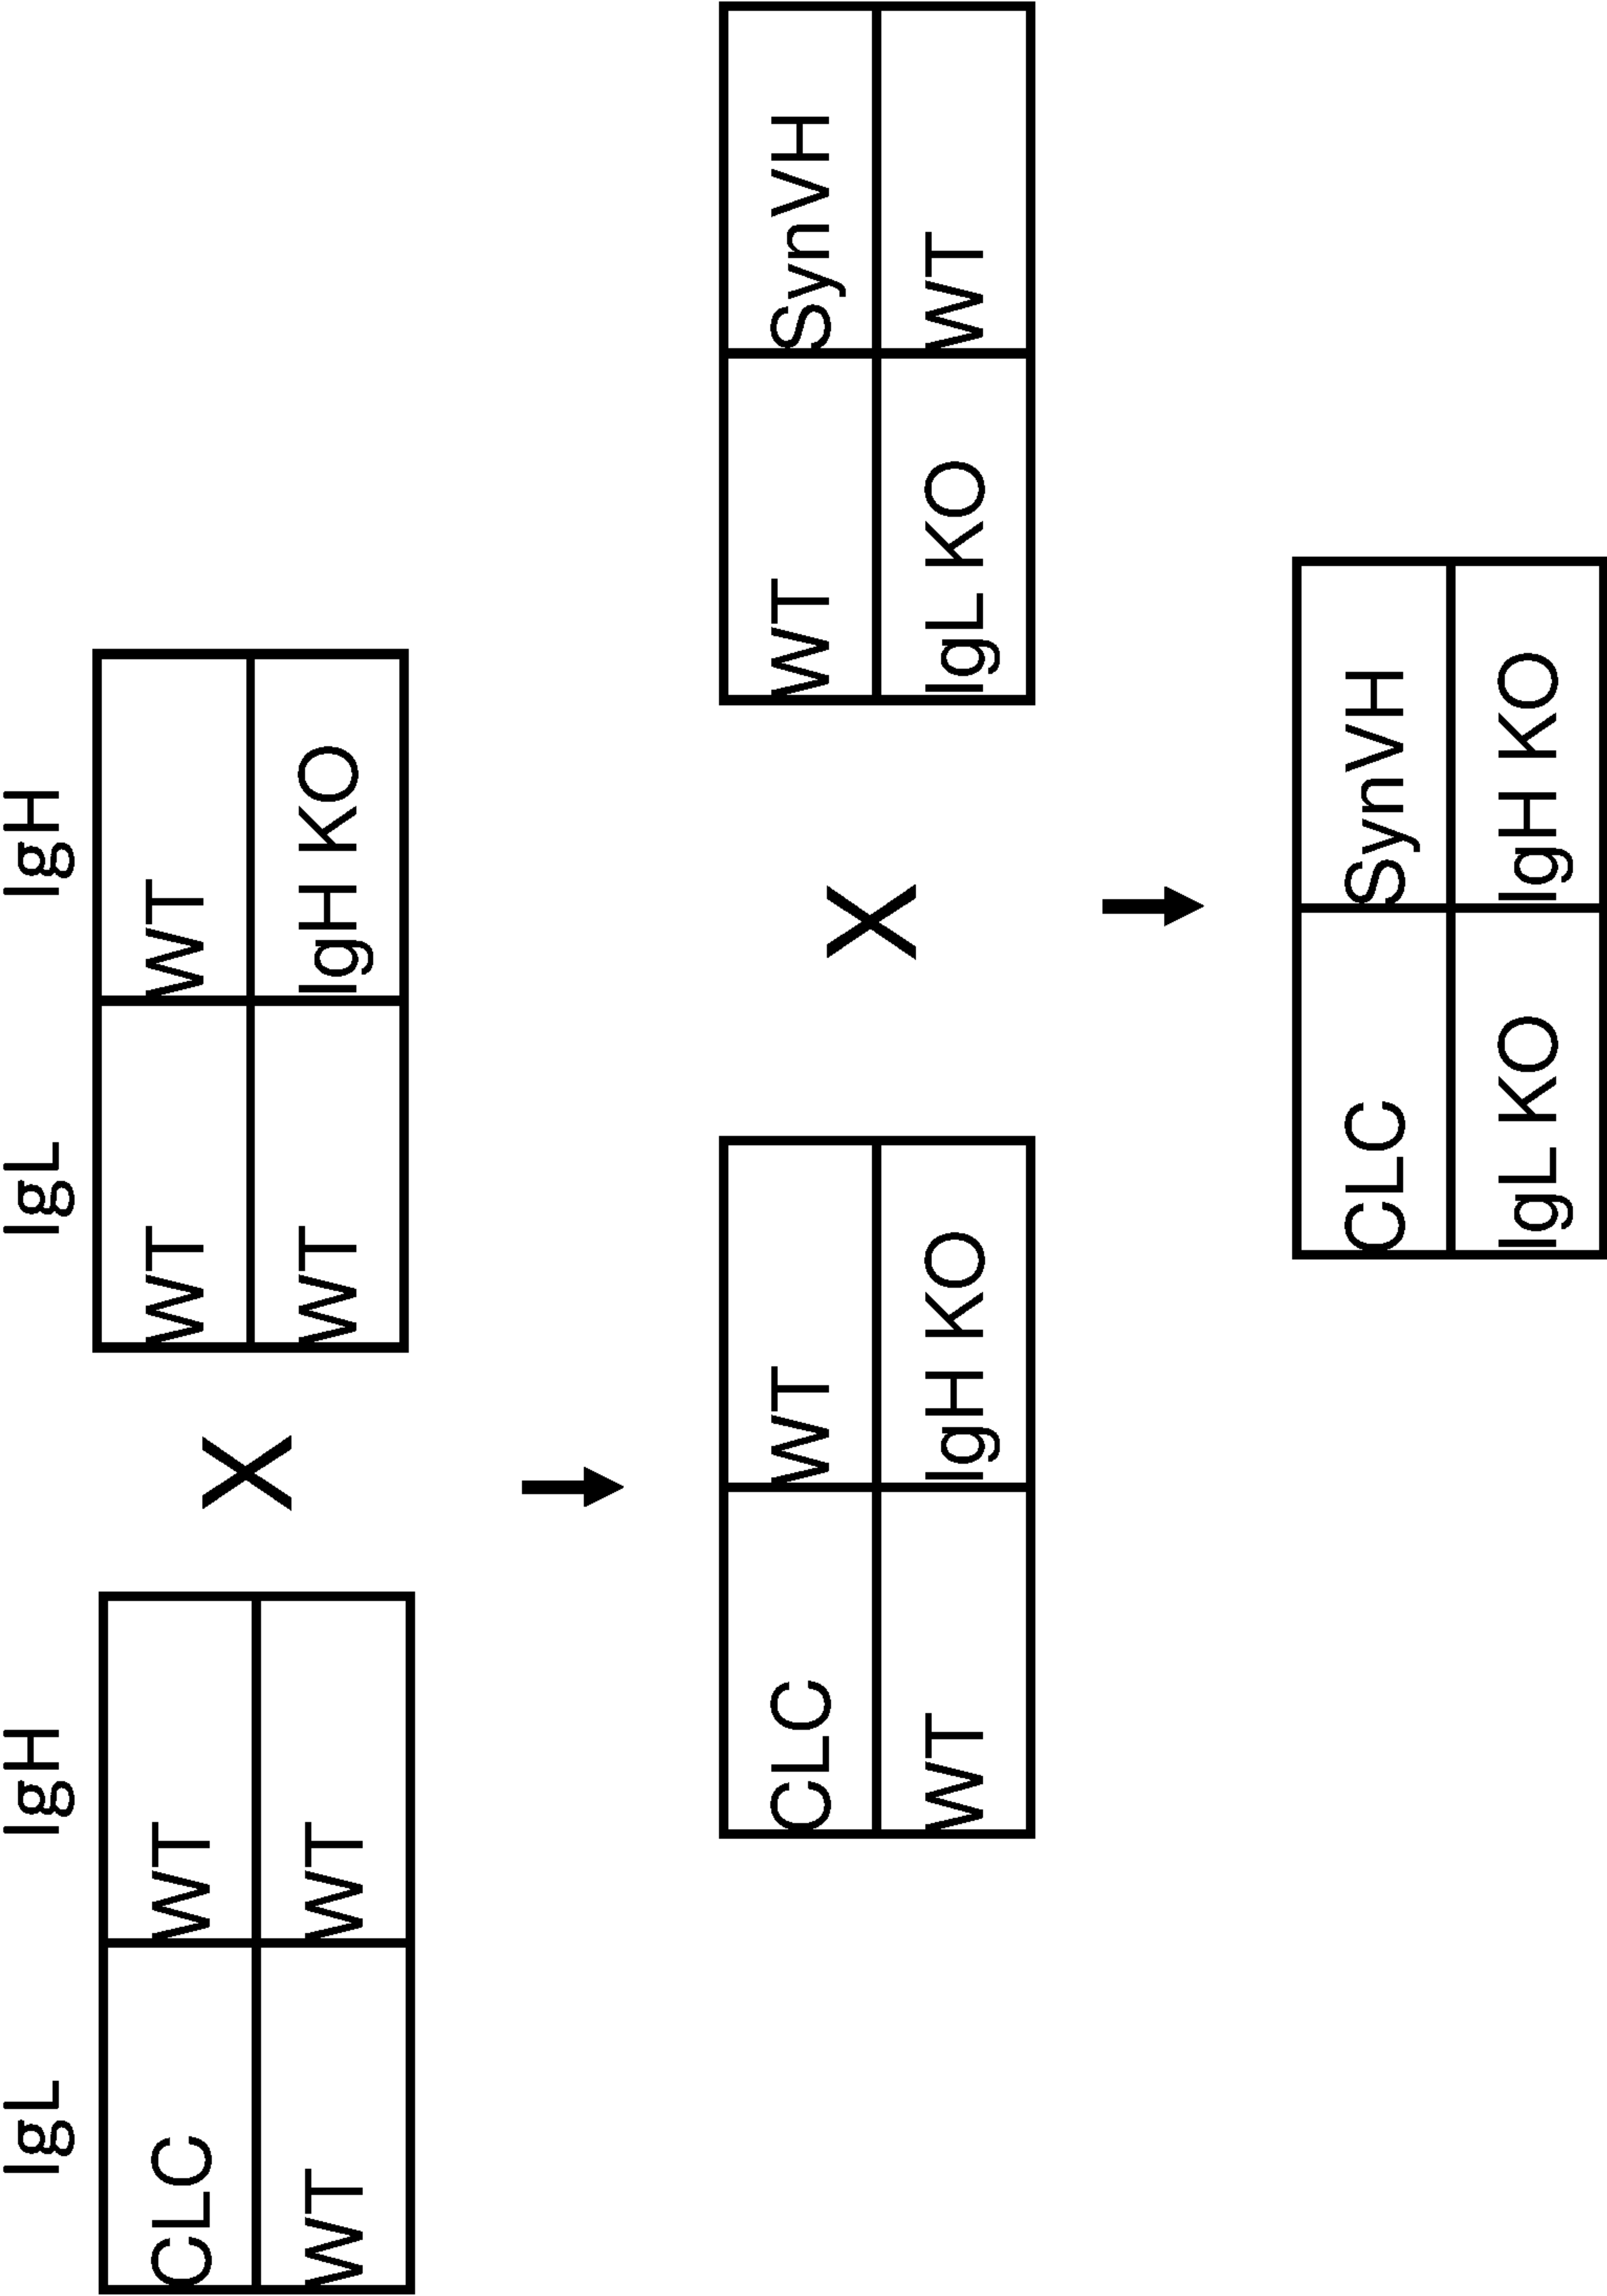 IgL IgH IgL IgH
CLC WT WT WT
WT WT WT IgH KO
X
CLC WT WT SynVH
WT IgH KO IgL KO WT
X
CLC SynVH
IgL KO IgH KO